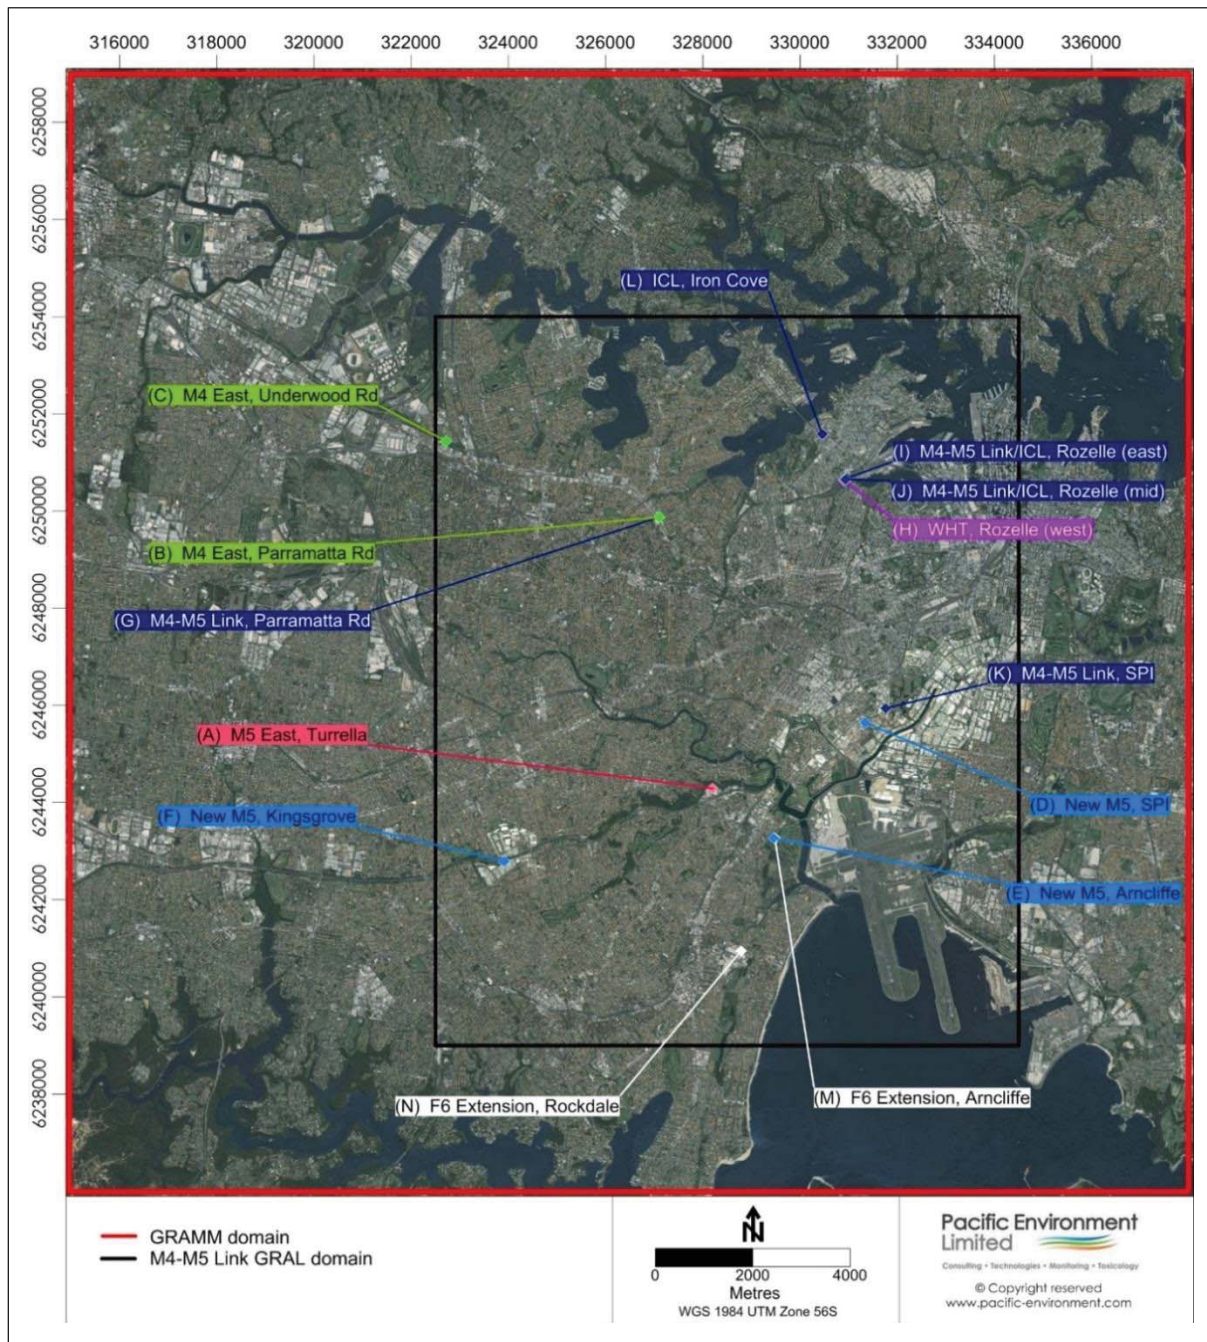 316000 318000 320000 322000 324000 326000 328000 330000 332000 334000 336000
6258000
6256000
6254000
6252000
6250000
6248000
6246000
6244000
6242000
6240000
6238000
(L) ICL, Iron Cove
(C) M4 East, Underwood Rd
(I) M4-M5 Link/ICL, Rozelle (east)
(J) M4-M5 Link/ICL, Rozelle (mid)
(H) WHT, Rozelle (west)
(B) M4 East, Parramatta Rd
(G) M4-M5 Link, Parramatta Rd
(K) M4-M5 Link, SPI
(A) M5 East, Turrella
(D) New M5, SPI
(F) New M5, Kingsgrove
(E) New M5, Arncliffe
(N) F6 Extension, Rockdale
(M) F6 Extension, Arncliffe
GRAMM domain
M4-M5 Link GRAL domain
N
0 2000 4000
Metres
WGS 1984 UTM Zone 56S
Pacific Environment
Limited
Consulting • Technologies • Monitoring • Toxicology
© Copyright reserved
www.pacific-environment.com